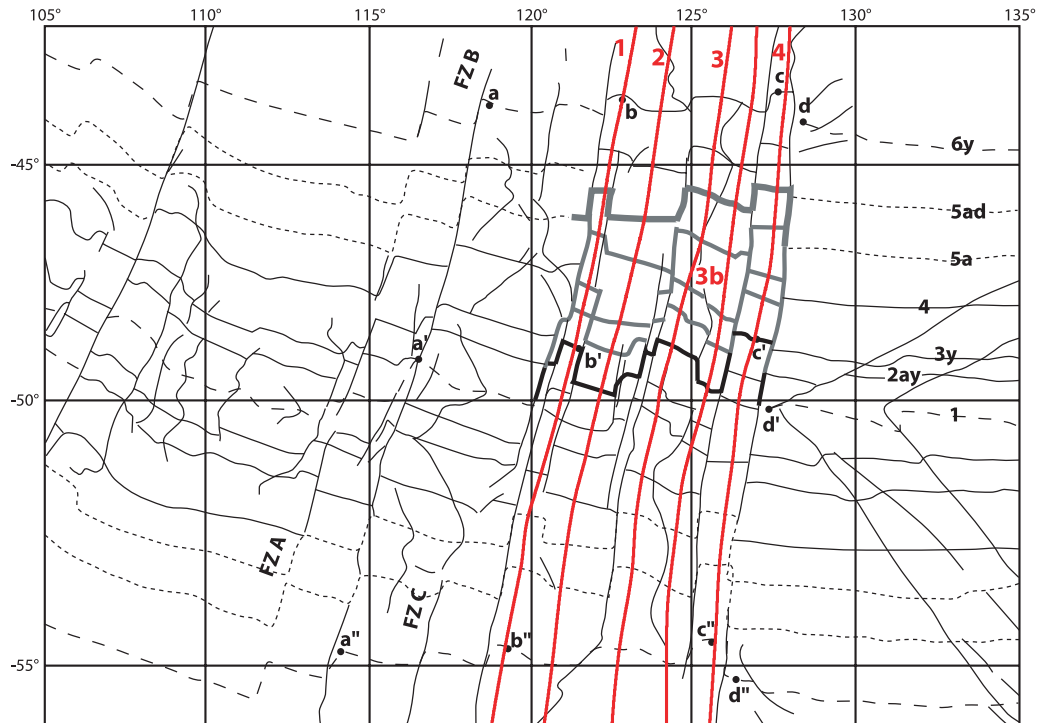 105° 110° 115° 120° 125° 130° 135°
1 2 3 4
FZ B
a b c d
6y
-45°
5ad
5a
3b
4
a' b' c'
3y
2ay
-50°
d' 1
FZ A
FZ C
a" b" c"
-55°
d"